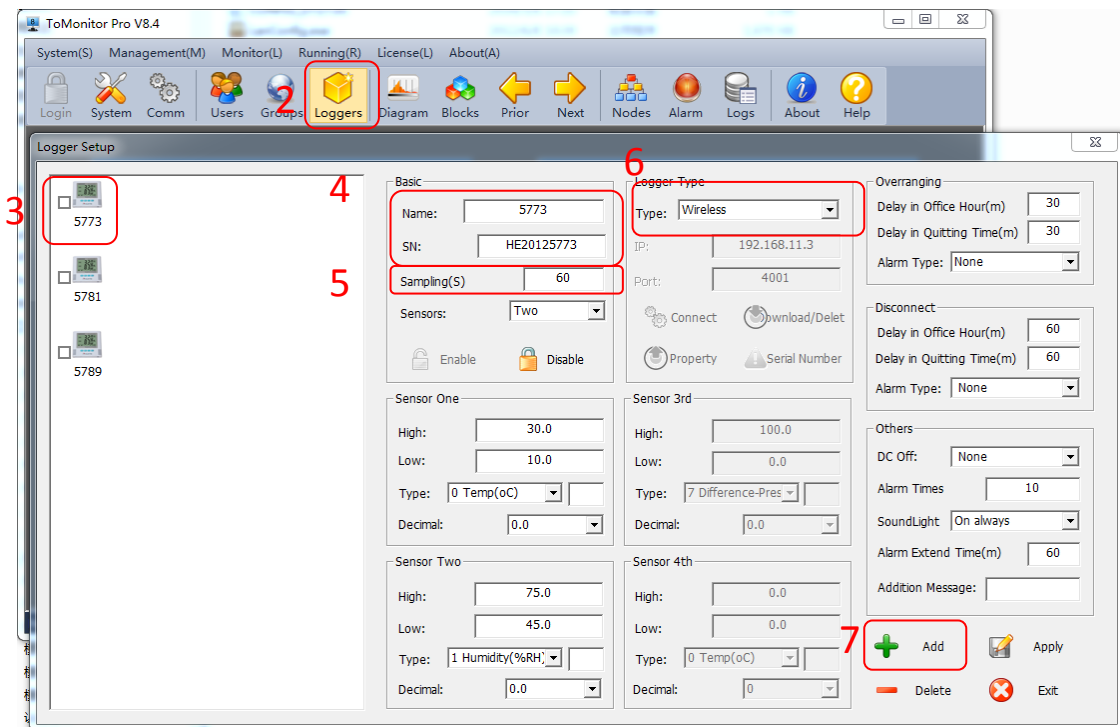 ToMonitor Pro V8.4
System(S) Management(M) Monitor(L) Running(R) License(L) About(A)
Login System Comm Users Groups 2 Loggers Diagram Blocks Prior Next Nodes Alarm Logs About Help
Logger Setup
3
5773
5781
5789
4
Basic
Name: 5773
SN: HE20125773
5
Sampling(S) 60
Sensors: Two
Enable Disable
6
Logger Type
Type: Wireless
IP: 192.168.11.3
Port: 4001
Connect Download/Delet
Property Serial Number
Overranging
Delay in Office Hour(m) 30
Delay in Quitting Time(m) 30
Alarm Type: None
Disconnect
Delay in Office Hour(m) 60
Delay in Quitting Time(m) 60
Alarm Type: None
Sensor One
High: 30.0
Low: 10.0
Type: 0 Temp(oC)
Decimal: 0.0
Sensor 3rd
High: 100.0
Low: 0.0
Type: 7 Difference-Pres
Decimal: 0.0
Others
DC Off: None
Alarm Times 10
SoundLight On always
Alarm Extend Time(m) 60
Addition Message:
Sensor Two
High: 75.0
Low: 45.0
Type: 1 Humidity(%RH)
Decimal: 0.0
Sensor 4th
High: 0.0
Low: 0.0
Type: 0 Temp(oC)
Decimal: 0
7
Add Apply
Delete Exit